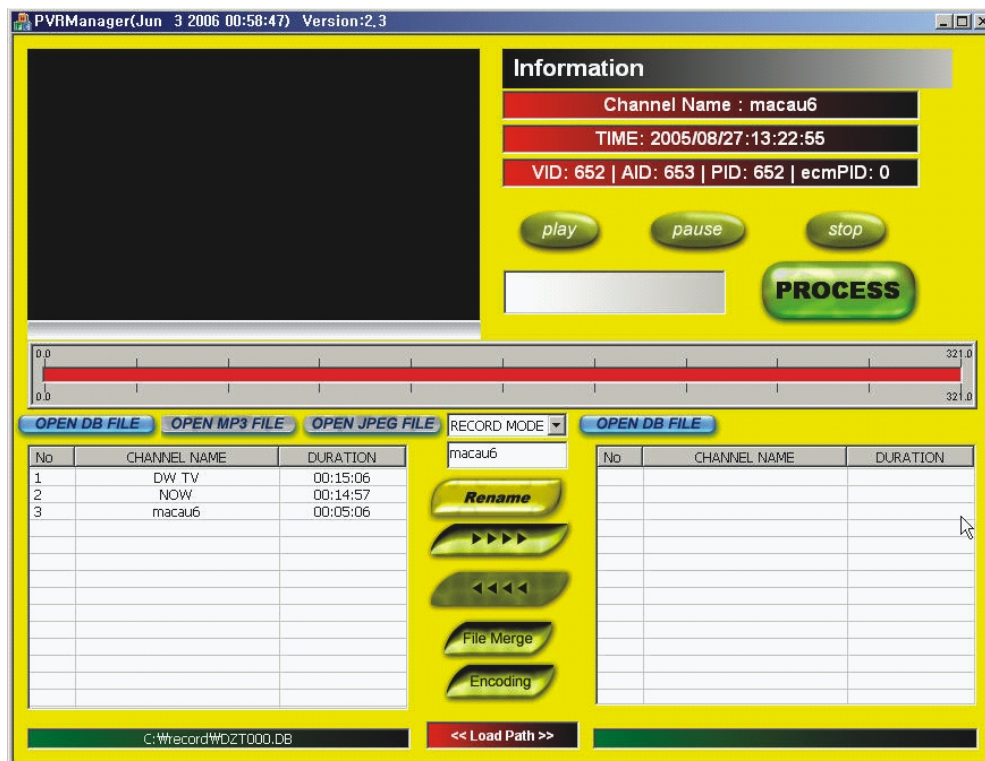 PVRManager(Jun 3 2006 00:58:47) Version:2.3
Information
Channel Name : macau6
TIME: 2005/08/27:13:22:55
VID: 652 | AID: 653 | PID: 652 | ecmPID: 0
play pause stop
PROCESS
0.0 321.0
0.0 321.0
OPEN DB FILE OPEN MP3 FILE OPEN JPEG FILE RECORD MODE OPEN DB FILE
macau6
No CHANNEL NAME DURATION
1 DW TV 00:15:06
2 NOW 00:14:57
3 macau6 00:05:06
Rename
File Merge
Encoding
No CHANNEL NAME DURATION
C:₩record₩DZT000.DB
<< Load Path >>